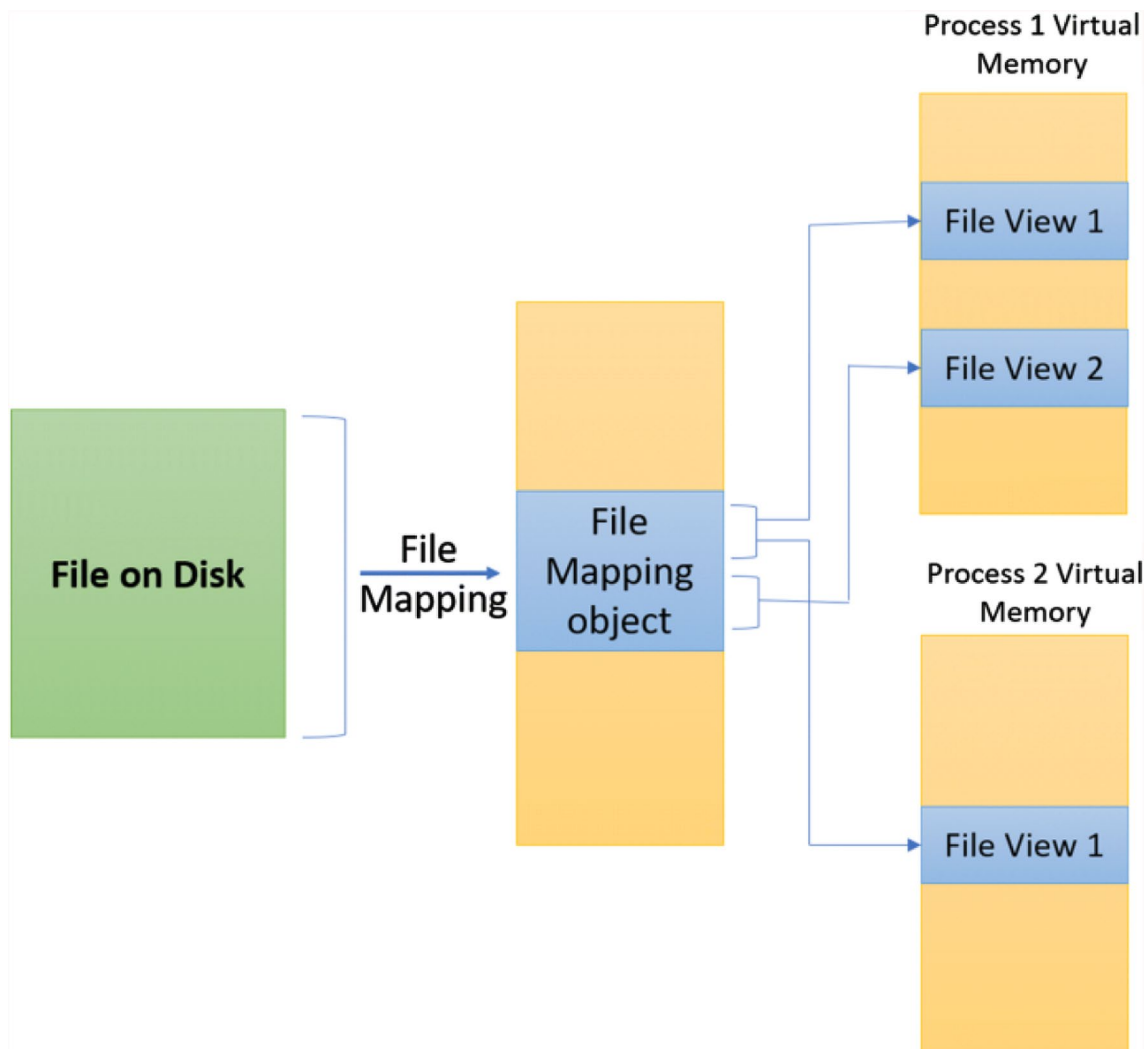 Process 1 Virtual
Memory
File View 1
File View 2
File on Disk
File
Mapping
File
Mapping
object
Process 2 Virtual
Memory
File View 1